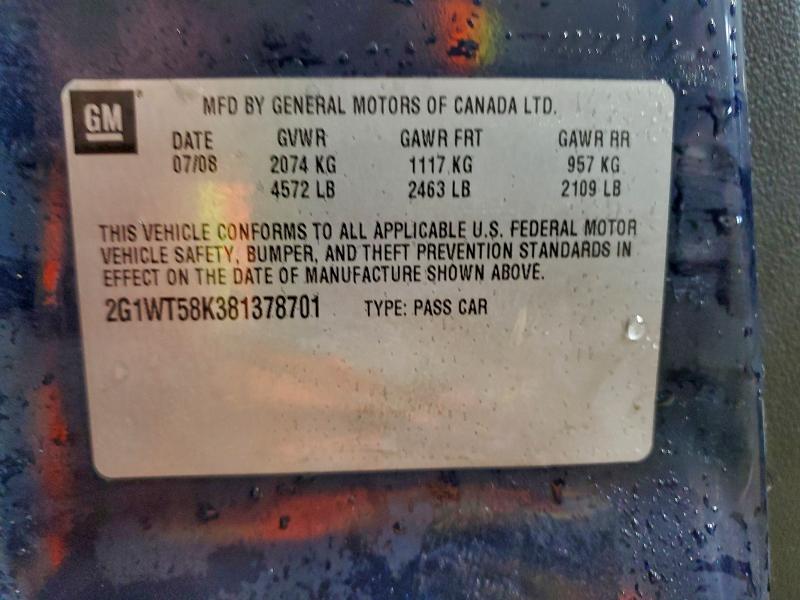 GM
MFD BY GENERAL MOTORS OF CANADA LTD.
DATE GVWR GAWR FRT GAWR RR
07/08 2074 KG 1117 KG 957 KG
4572 LB 2463 LB 2109 LB
THIS VEHICLE CONFORMS TO ALL APPLICABLE U.S. FEDERAL MOTOR
VEHICLE SAFETY, BUMPER, AND THEFT PREVENTION STANDARDS IN
EFFECT ON THE DATE OF MANUFACTURE SHOWN ABOVE.
2G1WT58K381378701 TYPE: PASS CAR